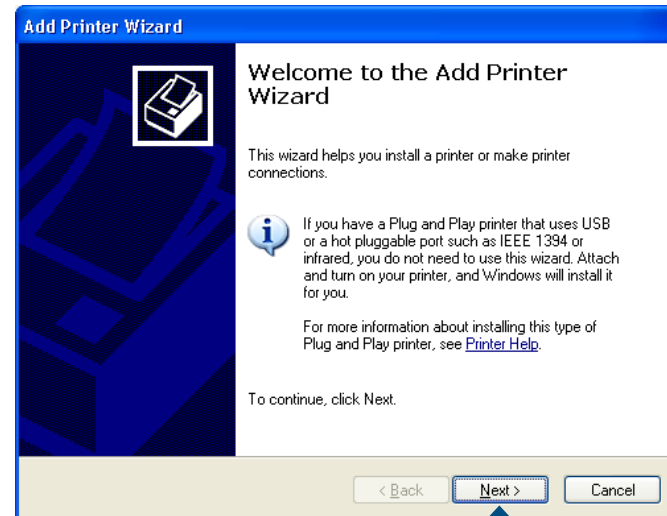 Add Printer Wizard
Welcome to the Add Printer
Wizard
This wizard helps you install a printer or make printer
connections.
If you have a Plug and Play printer that uses USB
or a hot pluggable port such as IEEE 1394 or
infrared, you do not need to use this wizard. Attach
and turn on your printer, and Windows will install it
for you.
For more information about installing this type of
Plug and Play printer, see Printer Help.
To continue, click Next.
< Back Next > Cancel